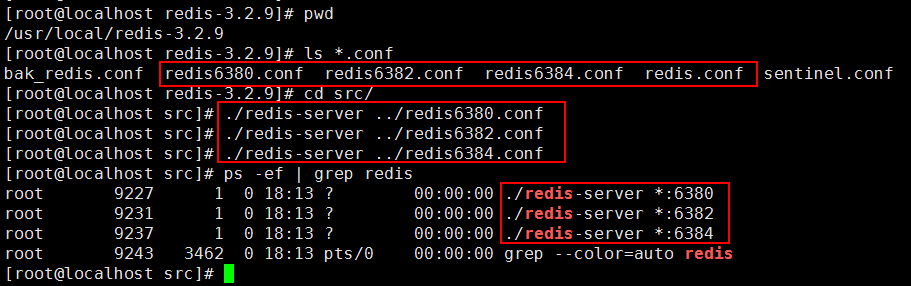 [root@localhost redis-3.2.9]# pwd
/usr/local/redis-3.2.9
[root@localhost redis-3.2.9]# ls *.conf
bak_redis.conf  redis6380.conf  redis6382.conf  redis6384.conf  redis.conf  sentinel.conf
[root@localhost redis-3.2.9]# cd src/
[root@localhost src]# ./redis-server ../redis6380.conf
[root@localhost src]# ./redis-server ../redis6382.conf
[root@localhost src]# ./redis-server ../redis6384.conf
[root@localhost src]# ps -ef | grep redis
root       9227      1  0 18:13 ?        00:00:00 ./redis-server *:6380
root       9231      1  0 18:13 ?        00:00:00 ./redis-server *:6382
root       9237      1  0 18:13 ?        00:00:00 ./redis-server *:6384
root       9243   3462  0 18:13 pts/0    00:00:00 grep --color=auto redis
[root@localhost src]#